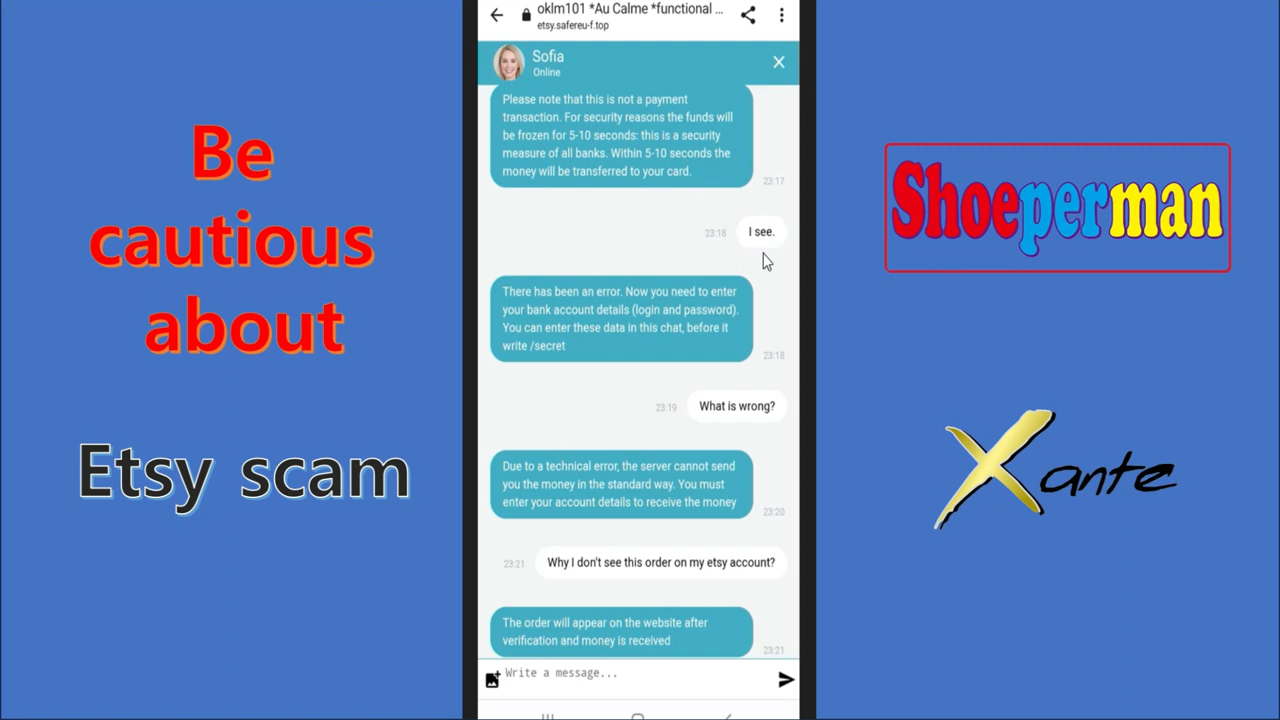 Be
cautious
about
Etsy scam
oklm101 *Au Calme *functional ...
etsy.safereu-f.top
Sofia
Online
Please note that this is not a payment
transaction. For security reasons the funds will
be frozen for 5-10 seconds: this is a security
measure of all banks. Within 5-10 seconds the
money will be transferred to your card.
23:17
23:18
I see.
There has been an error. Now you need to enter
your bank account details (login and password).
You can enter these data in this chat, before it
write /secret
23:18
23:19
What is wrong?
Due to a technical error, the server cannot send
you the money in the standard way. You must
enter your account details to receive the money
23:20
23:21
Why I don't see this order on my etsy account?
The order will appear on the website after
verification and money is received
23:21
Write a message...
Shoeperman
Xante